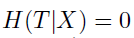 H(T|X) = 0